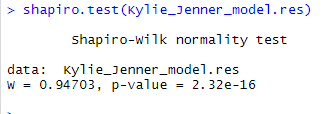 > shapiro.test(Kylie_Jenner_model.res)
Shapiro-Wilk normality test
data:  Kylie_Jenner_model.res
W = 0.94703, p-value = 2.32e-16